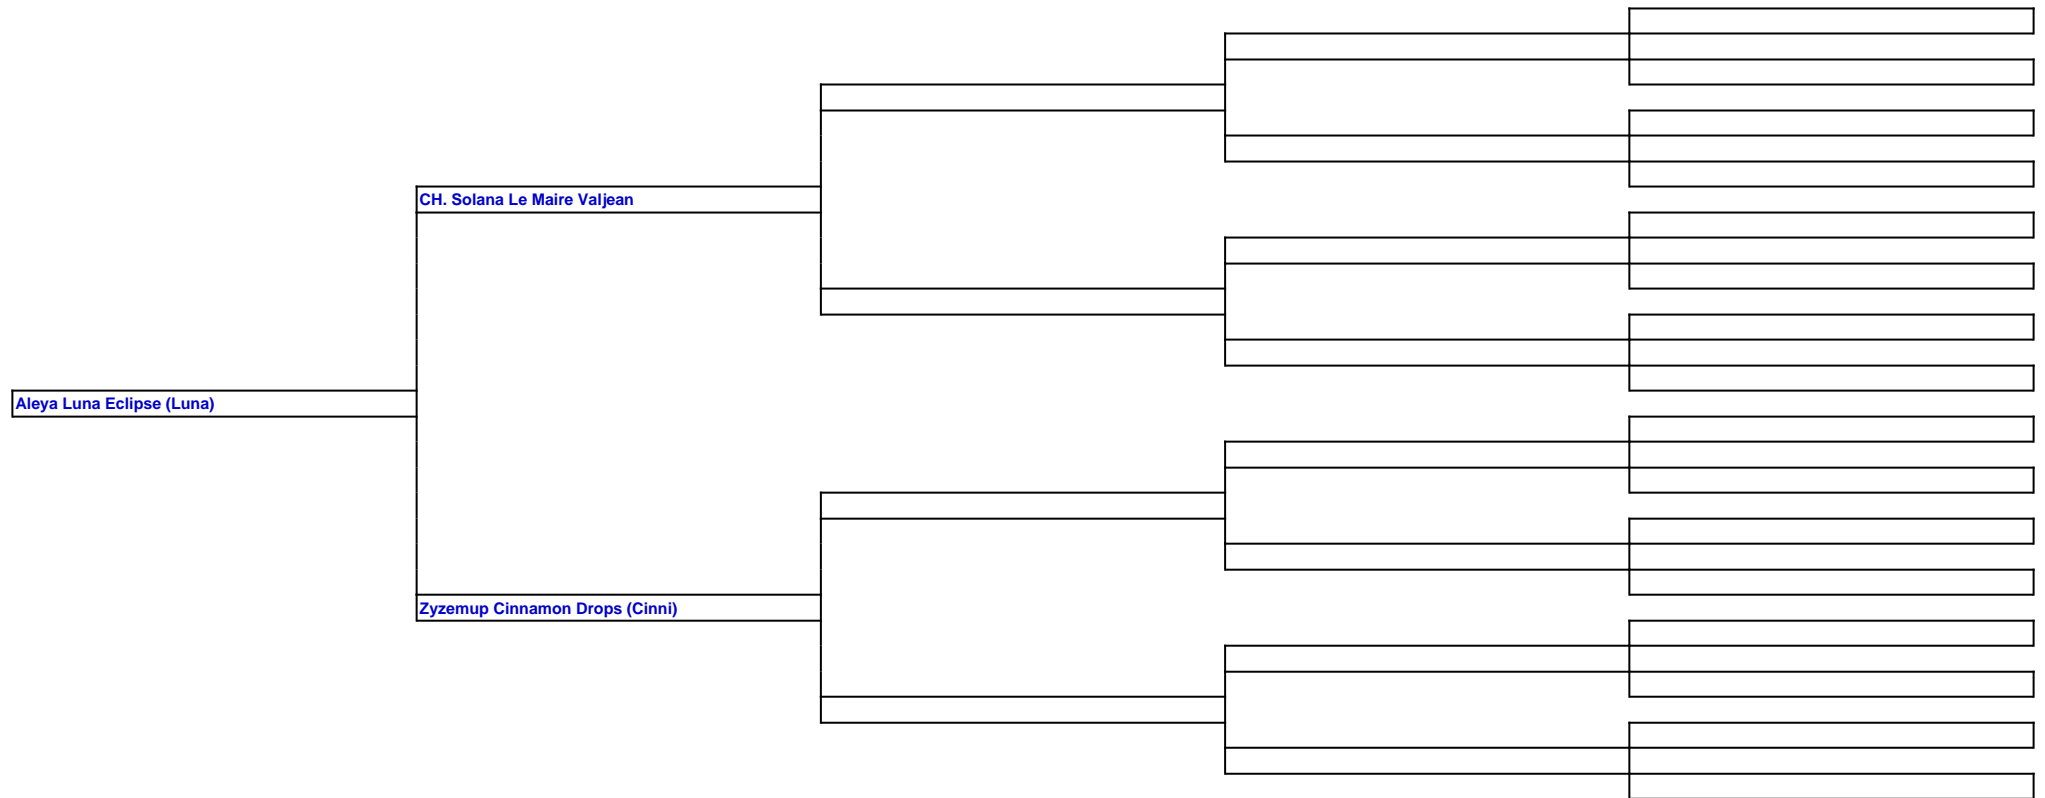 CH. Solana Le Maire Valjean
Aleya Luna Eclipse (Luna)
Zyzemup Cinnamon Drops (Cinni)